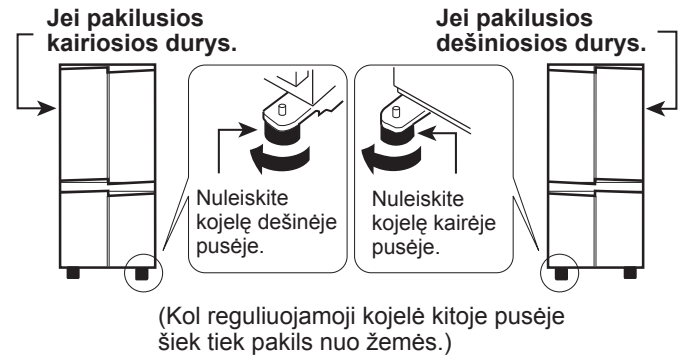 Jei pakilusios
kairiosios durys.
Jei pakilusios
dešiniosios durys.
Nuleiskite
kojelę dešinėje
pusėje.
Nuleiskite
kojelę kairėje
pusėje.
(Kol reguliuojamoji kojelė kitoje pusėje
šiek tiek pakils nuo žemės.)